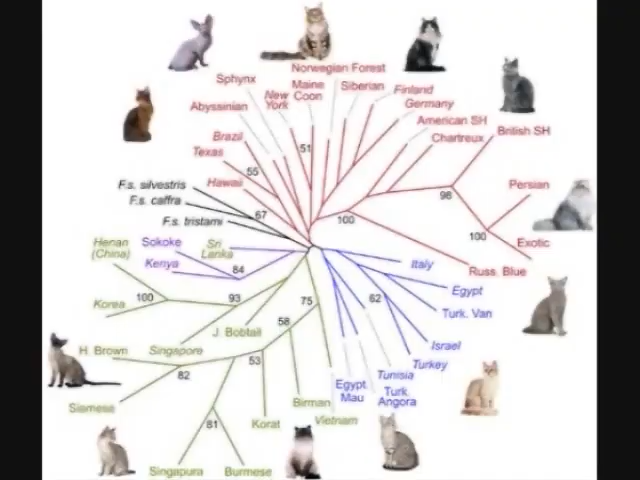 Norwegian Forest
Sphynx
Maine
Coon
Siberian
Finland
New
York
Germany
Abyssinian
American SH
British SH
Brazil
51
Chartreux
Texas
55
Hawaii
F.s. silvestris
Persian
F.s. caffra
98
67
100
F.s. tristami
100
Henan
(China)
Sokoke
Sri
Lanka
Exotic
Kenya
84
Italy
Russ. Blue
Korea
100
93
75
62
Egypt
Turk. Van
J. Bobtail
58
H. Brown
Singapore
53
Israel
82
Turkey
Tunisia
Siamese
Birman
Egypt.
Mau
Turk.
Angora
81
Korat
Vietnam
Singapura
Burmese